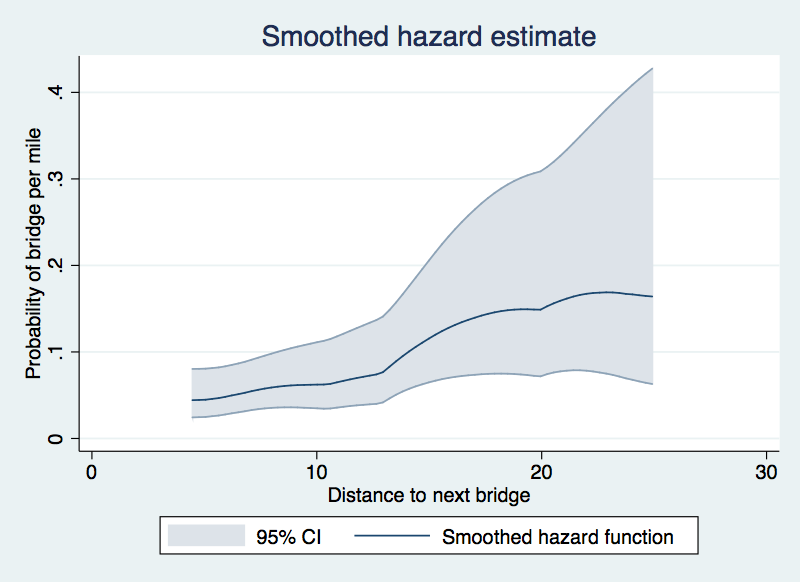 Smoothed hazard estimate
Probability of bridge per mile
.4
.3
.2
.1
0
0 10 20 30
Distance to next bridge
95% CI Smoothed hazard function